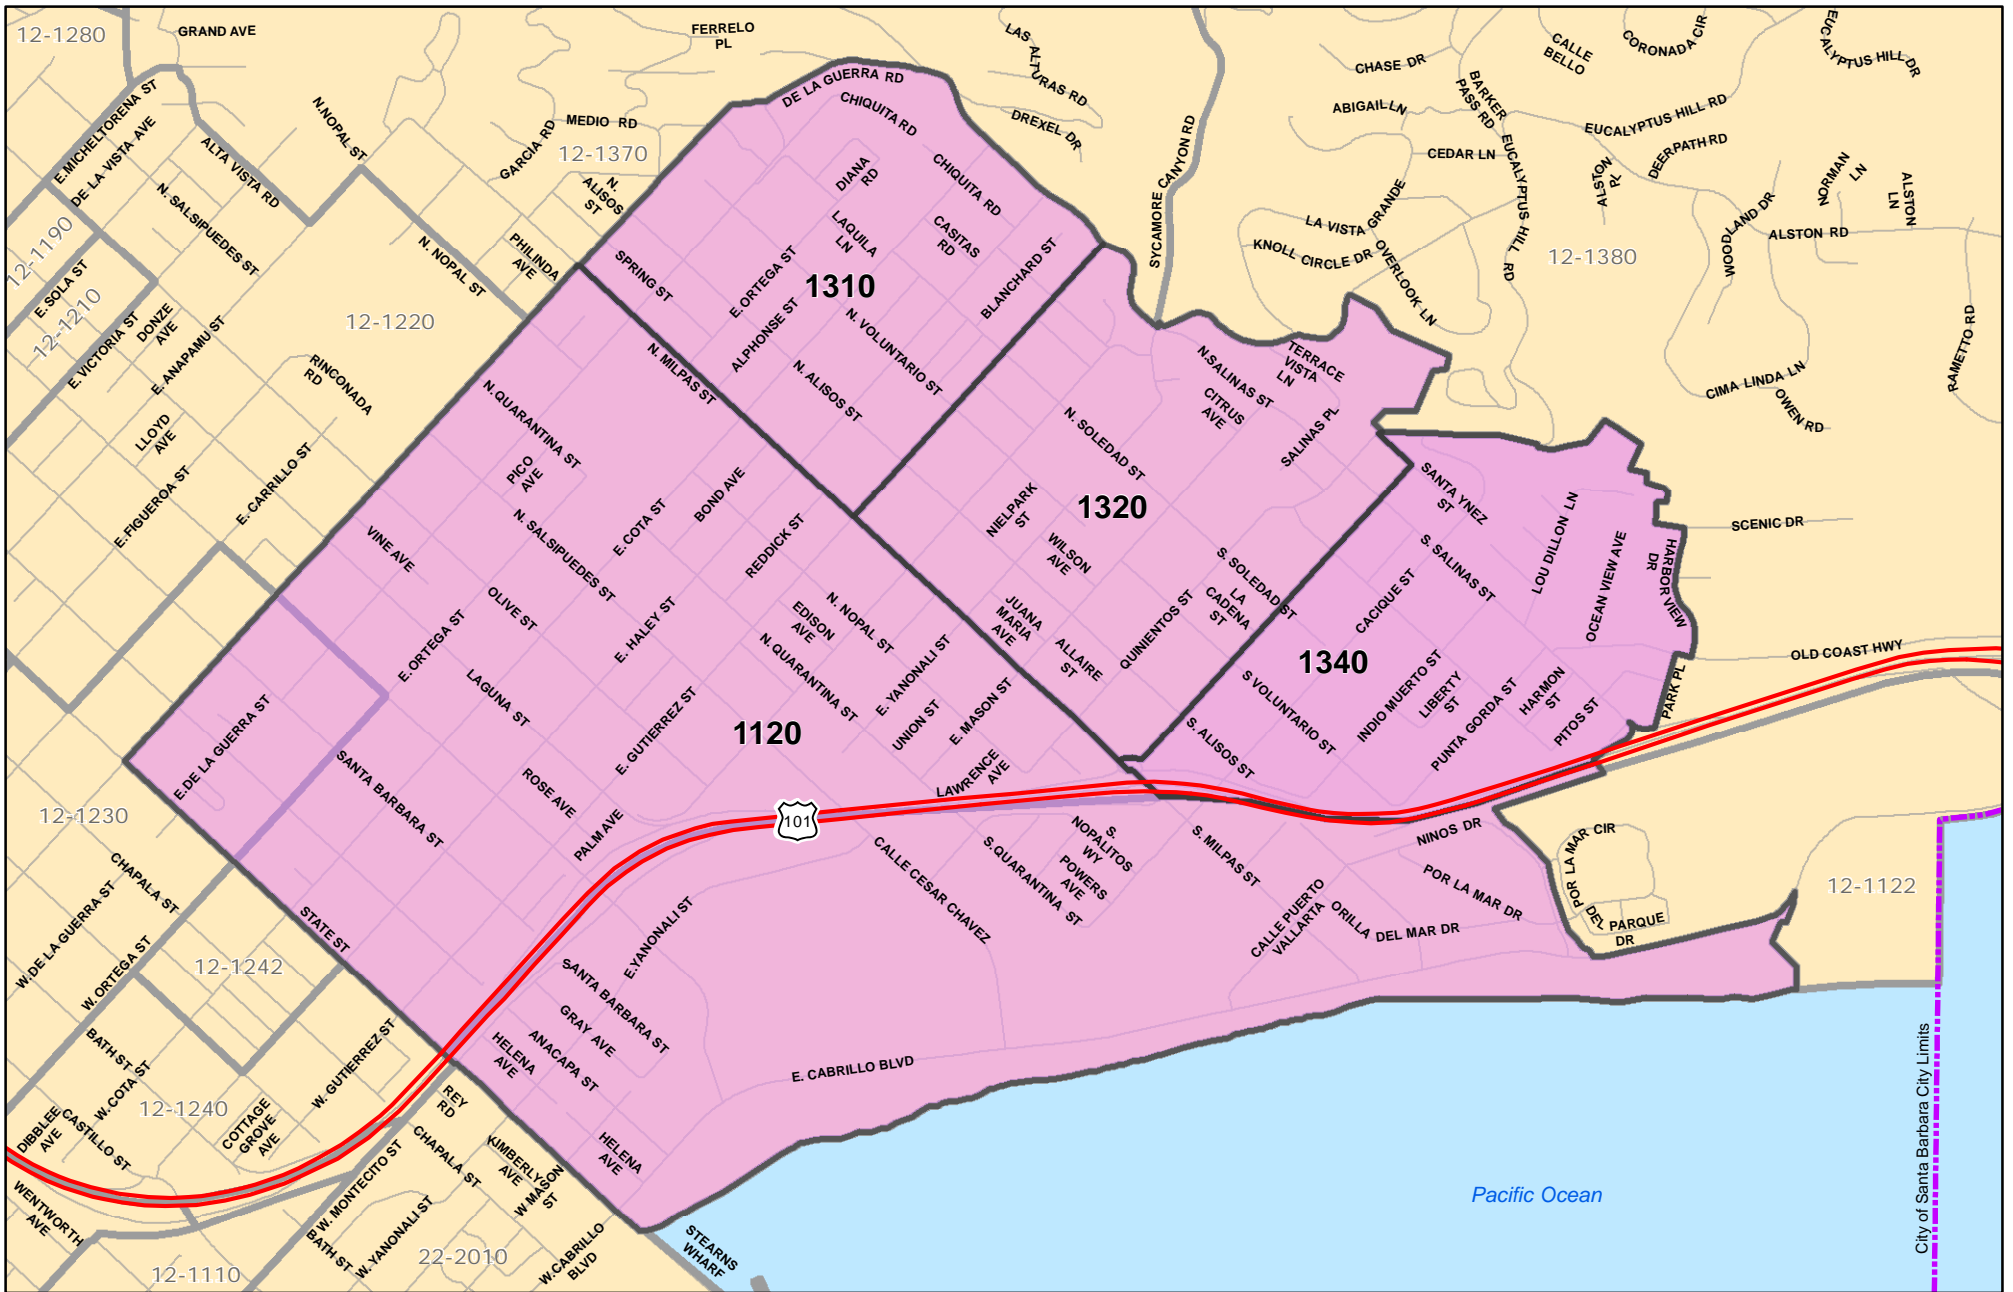 12-1280
GRAND AVE
FERRELO
PL
LAS
ALTURAS RD
CHASE DR
CALLE
BELLO
CORONADA CIR
EUCALYPTUS HILL DR
E. MICHELTORENA ST
DE LA VISTA AVE
ALTA VISTA RD
N. NOPAL ST
GARCIA RD
MEDIO RD
12-1370
N.
ALISOS
ST
DE LA GUERRA RD
CHIQUITA RD
DREXEL DR
SYCAMORE CANYON RD
ABIGAIL LN
BARKER
PASS RD
CEDAR LN
EUCALYPTUS HILL RD
EUCALYPTUS HILL RD
ALSTON
PL
DEERPATH RD
NORMAN
LN
ALSTON
LN
12-1190
N. SALSIPUEDES ST
N. NOPAL ST
PHILINDA
AVE
DIANA
RD
CHIQUITA RD
CASITAS
RD
LAQUILA
LN
BLANCHARD ST
LA VISTA GRANDE
KNOLL CIRCLE DR
OVERLOOK LN
12-1380
WOODLAND DR
ALSTON RD
E. SOLA ST
12-1210
E. VICTORIA ST
DONZE
AVE
E. ANAPAMU ST
12-1220
SPRING ST
E. ORTEGA ST
1310
ALPHONSE ST
N. VOLUNTARIO ST
N. ALISOS ST
N. MILPAS ST
RINCONADA
RD
LLOYD
AVE
E. FIGUEROA ST
E. CARRILLO ST
N. QUARANTINA ST
PICO
AVE
N. SALINAS ST
TERRACE
VISTA
LN
CITRUS
AVE
SALINAS PL
CIMA LINDA LN
OWEN RD
RAMETTO RD
N. SOLEDAD ST
1320
NIELPARK
ST
WILSON
AVE
VINE AVE
N. SALSIPUEDES ST
E. COTA ST
BOND AVE
REDDICK ST
SANTA YNEZ
ST
LOU DILLON LN
OCEAN VIEW AVE
HARBOR VIEW
DR
SCENIC DR
S. SALINAS ST
S. SOLEDAD ST
LA
CADENA
ST
CACIQUE ST
OLIVE ST
E. ORTEGA ST
E. HALEY ST
EDISON
AVE
N. NOPAL ST
N. QUARANTINA ST
JUANA
MARIA
AVE
ALLAIRE
ST
QUINIENTOS ST
1340
OLD COAST HWY
PARK PL
E. DE LA GUERRA ST
LAGUNA ST
E. GUTIERREZ ST
1120
E. YANONALI ST
UNION ST
E. MASON ST
LAWRENCE
AVE
S VOLUNTARIO ST
S. ALISOS ST
INDIO MUERTO ST
LIBERTY
ST
PUNTA GORDA ST
HARMON
ST
PITOS ST
SANTA BARBARA ST
ROSE AVE
PALM AVE
101
12-1230
CHAPALA ST
W. DE LA GUERRA ST
W. ORTEGA ST
STATE ST
12-1242
CALLE CESAR CHAVEZ
S. QUARANTINA ST
S.
NOPALITOS
WY
POWERS
AVE
S. MILPAS ST
NINOS DR
POR LA MAR CIR
POR LA MAR DR
DEL PARQUE
DR
12-1122
CALLE PUERTO
VALLARTA
ORILLA
DEL MAR DR
E. YANONALI ST
SANTA BARBARA ST
GRAY AVE
ANACAPA ST
HELENA
AVE
E. CABRILLO BLVD
BATH ST
W. COTA ST
12-1240
W. GUTIERREZ ST
COTTAGE
GROVE
AVE
DIBBLEE
AVE
CASTILLO ST
REY
RD
CHAPALA ST
KIMBERLY
AVE
W MASON
ST
HELENA
AVE
W. MONTECITO ST
WENTWORTH
AVE
BATH ST
W. YANONALI ST
22-2010
W. CABRILLO
BLVD
12-1110
STEARNS
WHARF
Pacific Ocean
City of Santa Barbara City Limits